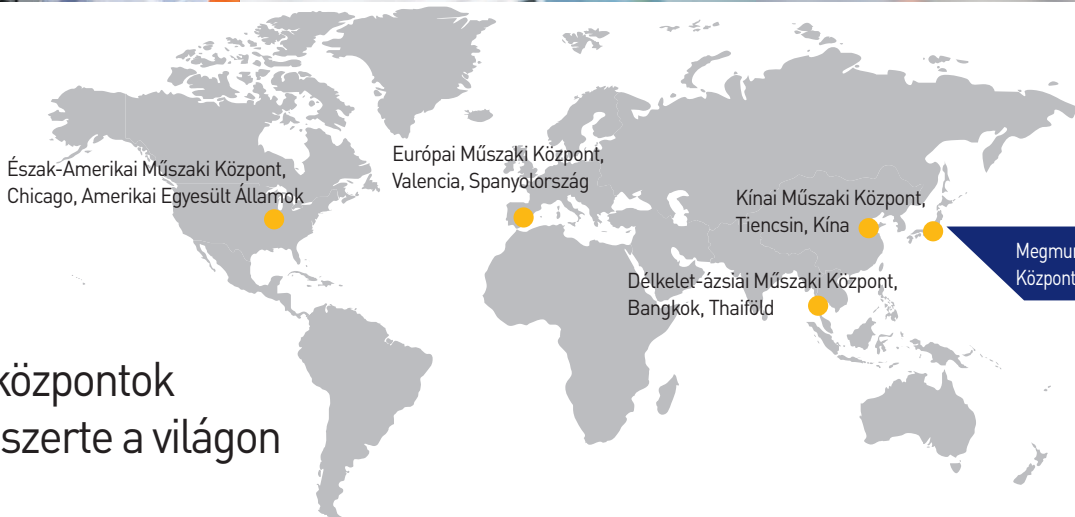 Észak-Amerikai Műszaki Központ,
Chicago, Amerikai Egyesült Államok
Európai Műszaki Központ,
Valencia, Spanyolország
Kínai Műszaki Központ,
Tiencsin, Kína
Délkelet-ázsiai Műszaki Központ,
Bangkok, Thaiföld
Központ
központok
szerte a világon